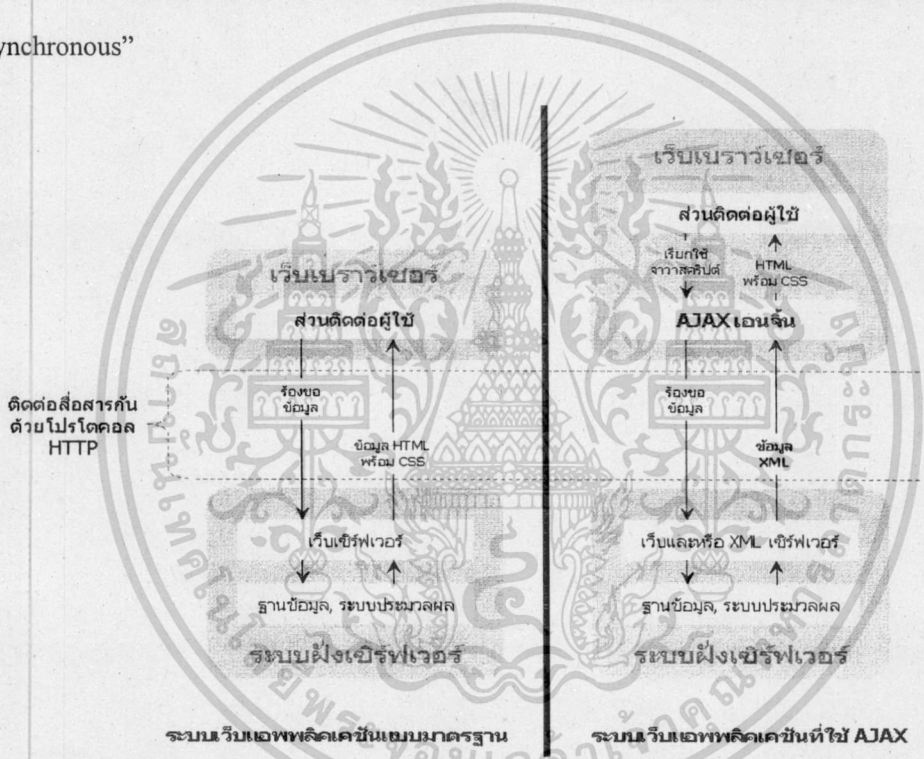 ynchronous”
เว็บเบราว์เซอร์
ส่วนติดต่อผู้ใช้
ติดต่อสื่อสารกัน
ด้วยโปรโตคอล
HTTP
ร้องขอ
ข้อมูล
ข้อมูล HTML
พร้อม CSS
เว็บเซิร์ฟเวอร์
ฐานข้อมูล, ระบบประมวลผล
ระบบฝั่งเซิร์ฟเวอร์
ระบบเว็บแอพพลิคเคชันแบบมาตรฐาน
เว็บเบราว์เซอร์
ส่วนติดต่อผู้ใช้
เรียกใช้
จาวาสคริปต์
HTML
พร้อม CSS
AJAX เอนจิ้น
ร้องขอ
ข้อมูล
ข้อมูล
XML
เว็บและหรือ XML เซิร์ฟเวอร์
ฐานข้อมูล, ระบบประมวลผล
ระบบฝั่งเซิร์ฟเวอร์
ระบบเว็บแอพพลิคเคชันที่ใช้ AJAX